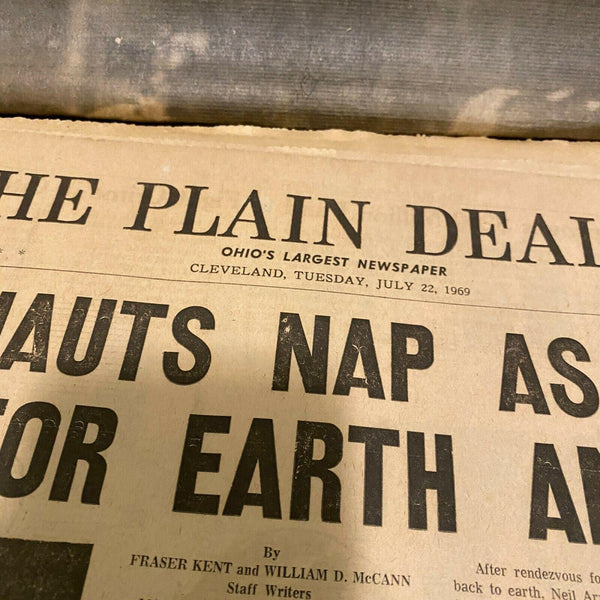 HE PLAIN DEAL
OHIO'S LARGEST NEWSPAPER
* *
CLEVELAND, TUESDAY, JULY 22, 1969
NAUTS NAP AS
FOR EARTH AN
By
FRASER KENT and WILLIAM D. McCANN
Staff Writers
After rendezvous fo
back to earth, Neil Ar